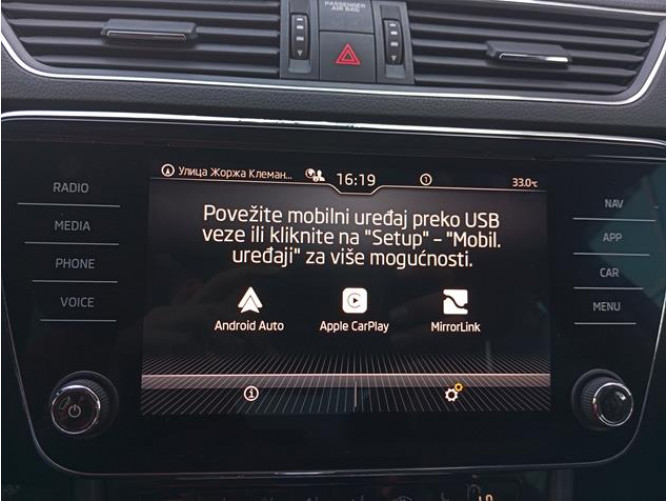 PASSENGER
AIR BAG
Улица Жоржа Клеман... 16:19 33.0°C
RADIO
MEDIA
PHONE
VOICE
Povežite mobilni uređaj preko USB
veze ili kliknite na "Setup" – "Mobil.
uređaji" za više mogućnosti.
Android Auto Apple CarPlay MirrorLink
NAV
APP
CAR
MENU